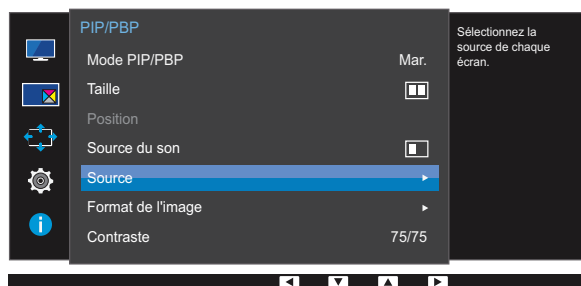 PIP/PBP
Mode PIP/PBP Mar.
Taille
Position
Source du son
Source
Format de l'image
Contraste 75/75
Sélectionnez la
source de chaque
écran.